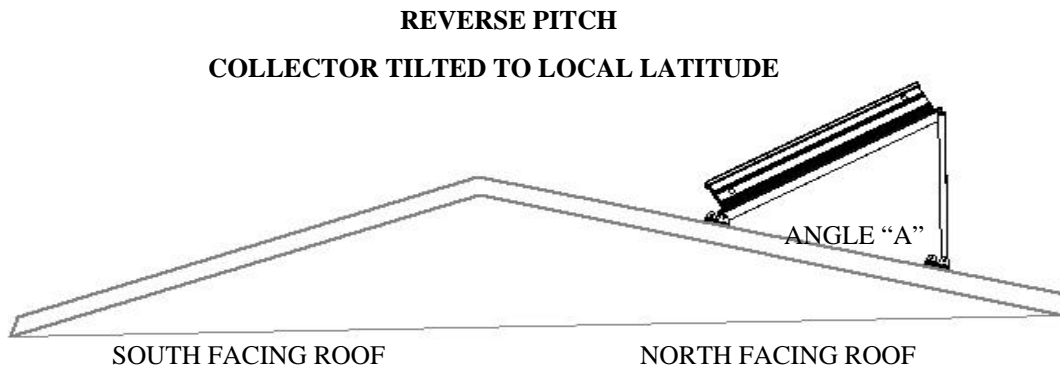 REVERSE PITCH
COLLECTOR TILTED TO LOCAL LATITUDE
ANGLE “A”
SOUTH FACING ROOF
NORTH FACING ROOF